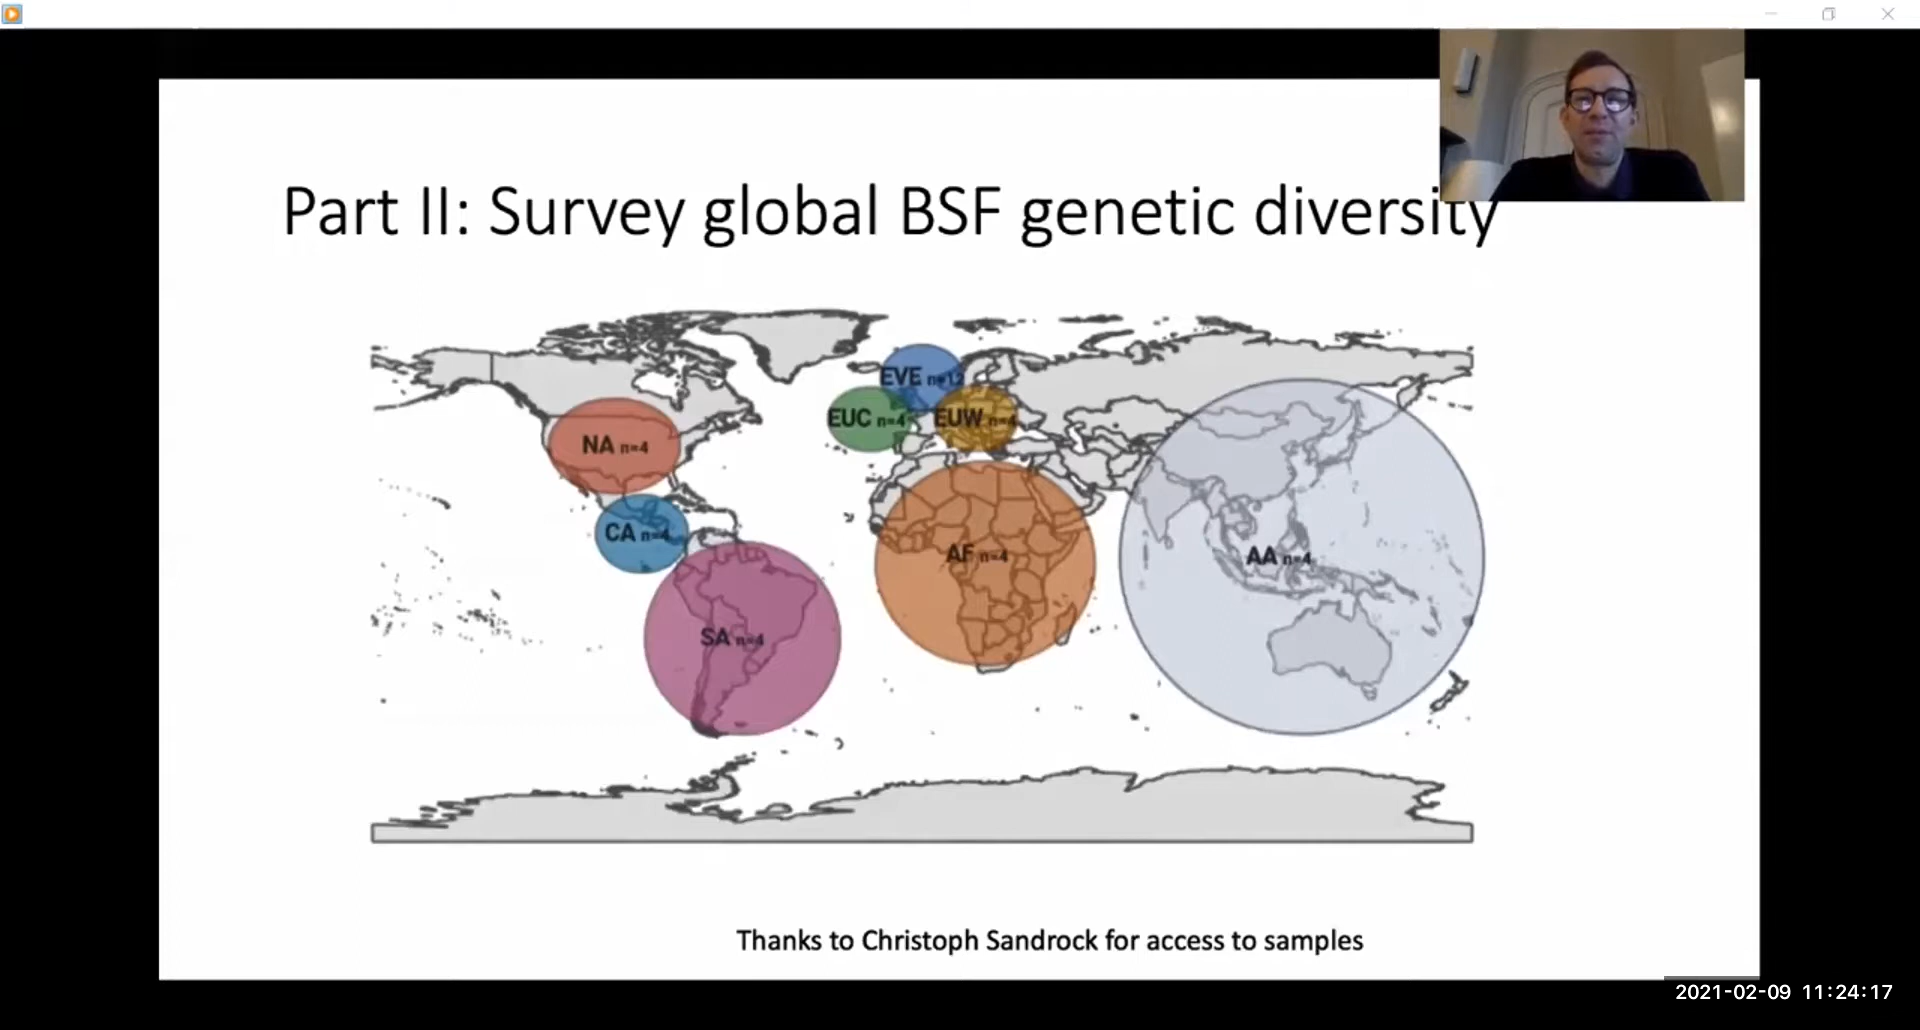 Part II: Survey global BSF genetic diversity
EVE n=12
EUC n=4
EUW n=4
NA n=4
CA n=4
AF n=4
AA n=4
SA n=4
Thanks to Christoph Sandrock for access to samples
2021-02-09 11:24:17